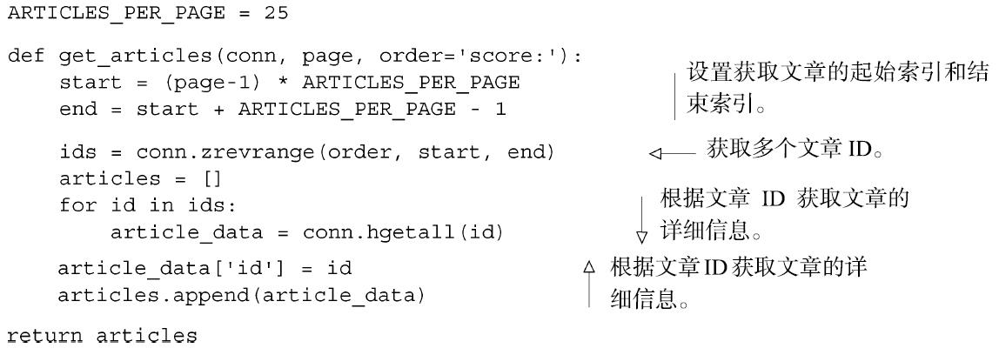 ARTICLES_PER_PAGE = 25
def get_articles(conn, page, order='score:'):
    start = (page-1) * ARTICLES_PER_PAGE
    end = start + ARTICLES_PER_PAGE - 1
设置获取文章的起始索引和结
束索引。
    ids = conn.zrevrange(order, start, end)
获取多个文章 ID。
    articles = []
    for id in ids:
        article_data = conn.hgetall(id)
根据文章 ID 获取文章的
详细信息。
    article_data['id'] = id
    articles.append(article_data)
根据文章ID获取文章的详
细信息。
return articles